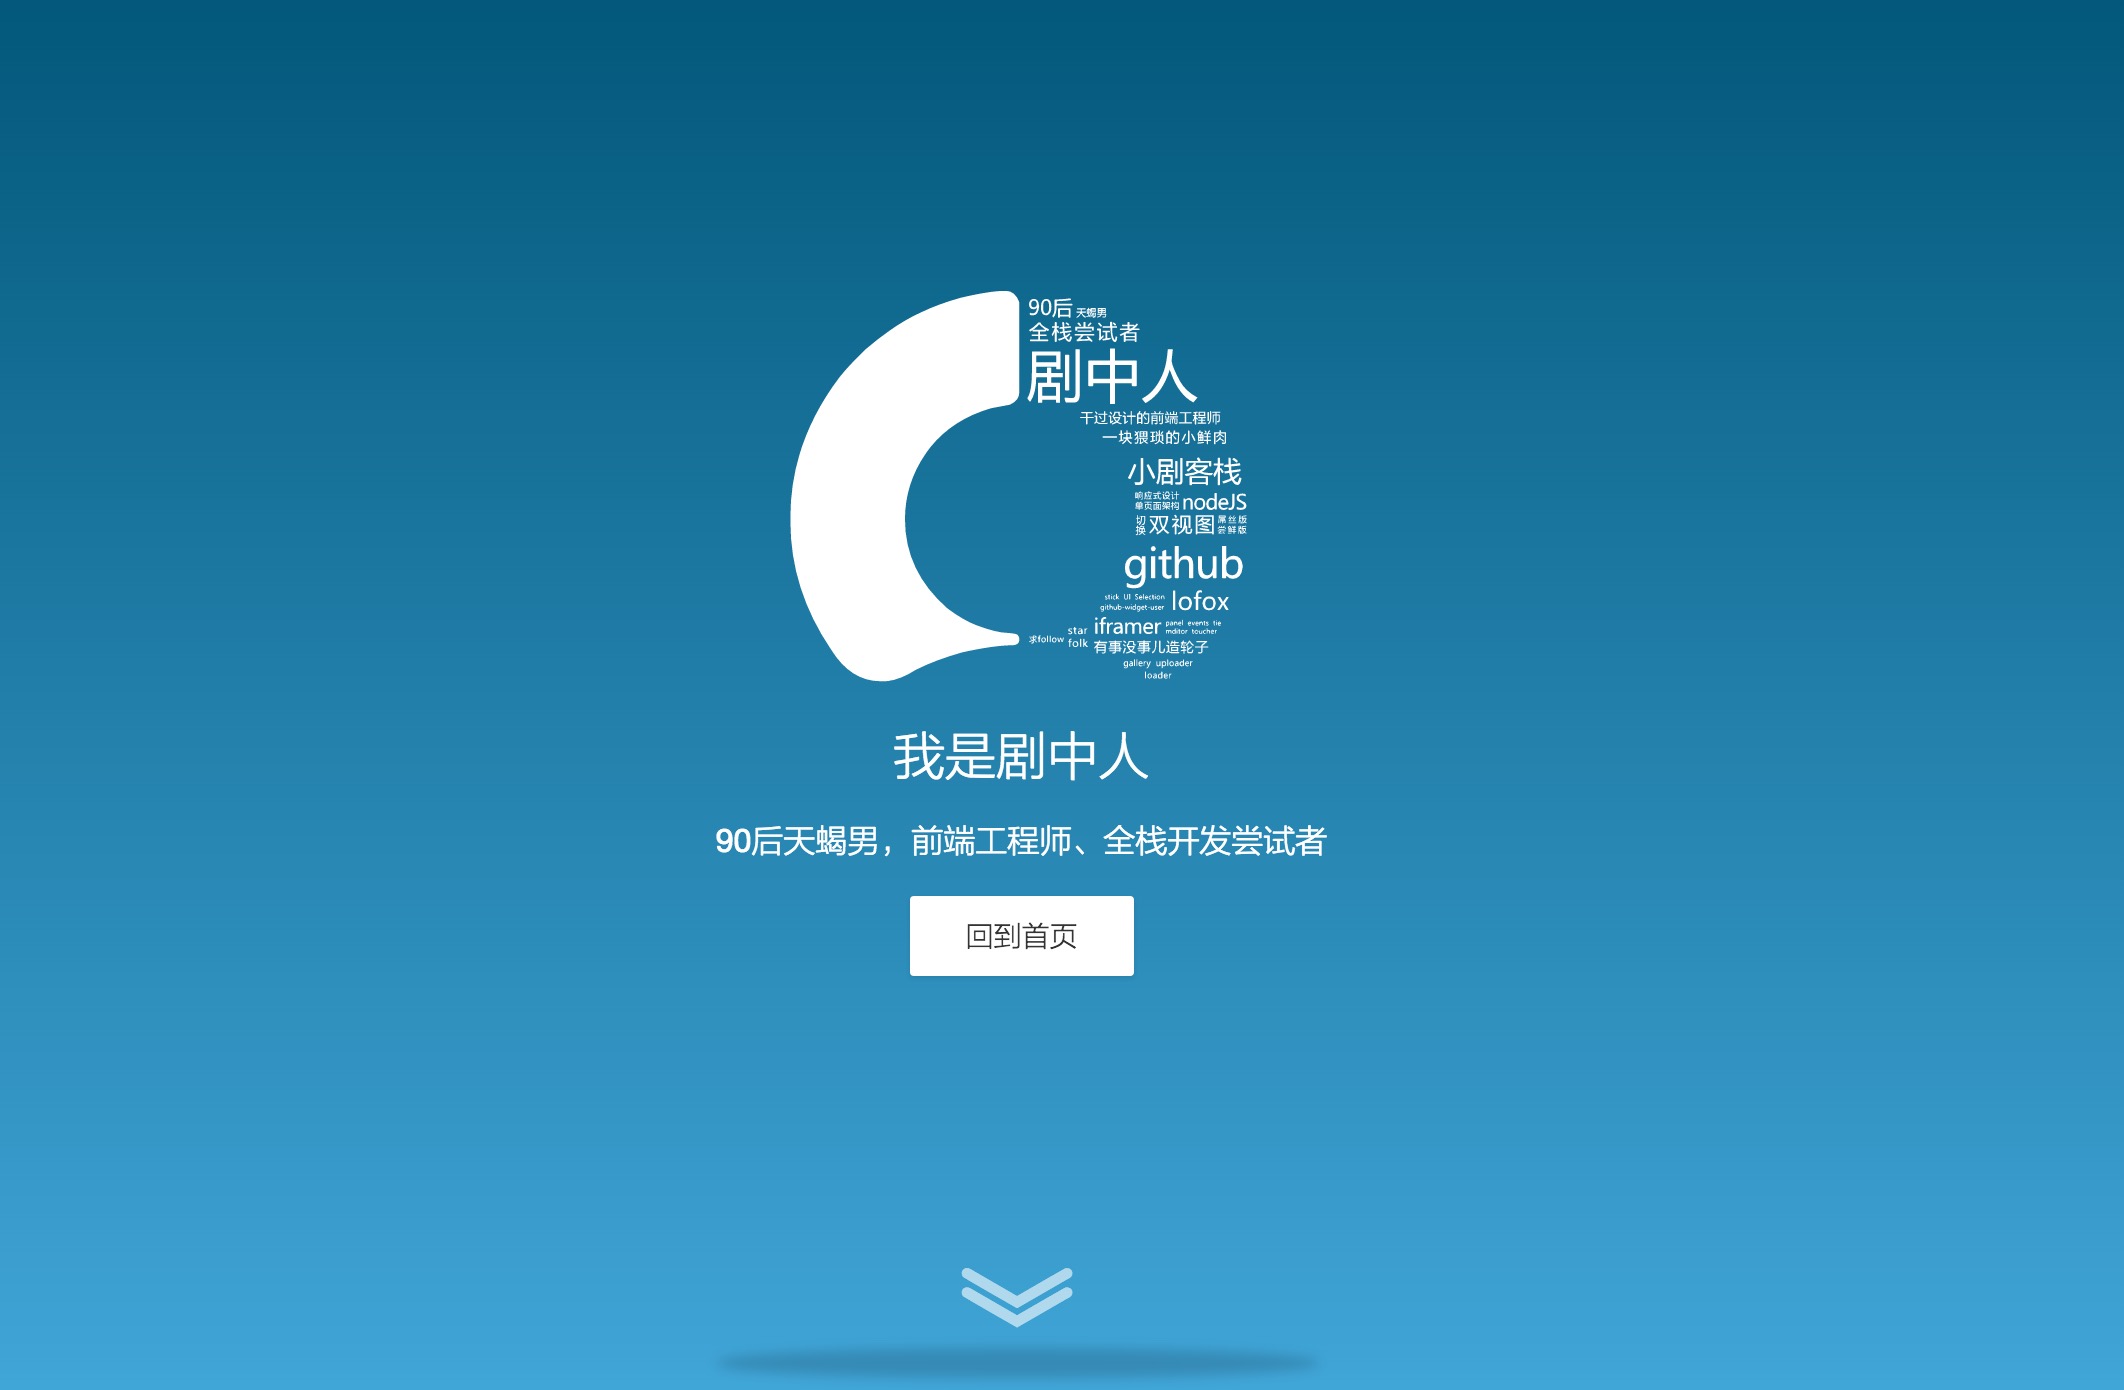 90后 天蝎男
全栈尝试者
剧中人
干过设计的前端工程师
一块猥琐的小鲜肉
小剧客栈
响应式设计
单页面架构 nodeJS
切换 双视图 屌丝版 尝鲜版
github
stick UI Selection
github-widget-user lofox
求follow star folk iframer panel events tie
mditor toucher
有事没事儿造轮子
gallery uploader
loader
我是剧中人
90后天蝎男，前端工程师、全栈开发尝试者
回到首页